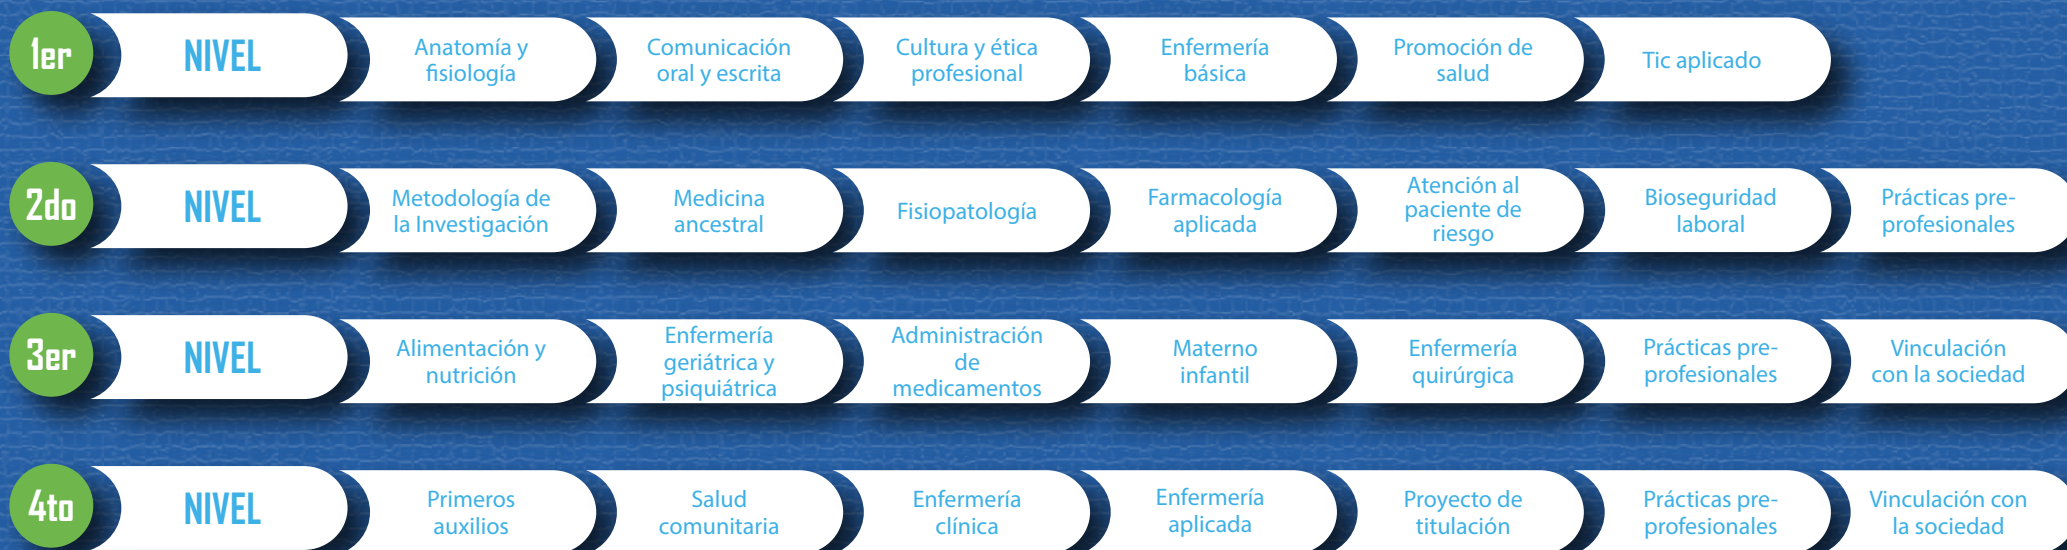 1er
NIVEL
Anatomía y
fisiología
Comunicación
oral y escrita
Cultura y ética
profesional
Enfermería
básica
Promoción de
salud
Tic aplicado
2do
NIVEL
Metodología de
la Investigación
Medicina
ancestral
Fisiopatología
Farmacología
aplicada
Atención al
paciente de
riesgo
Bioseguridad
laboral
Prácticas pre-
profesionales
3er
NIVEL
Alimentación y
nutrición
Enfermería
geriátrica y
psiquiátrica
Administración
de
medicamentos
Materno
infantil
Enfermería
quirúrgica
Prácticas pre-
profesionales
Vinculación
con la sociedad
4to
NIVEL
Primeros
auxilios
Salud
comunitaria
Enfermería
clínica
Enfermería
aplicada
Proyecto de
titulación
Prácticas pre-
profesionales
Vinculación con
la sociedad